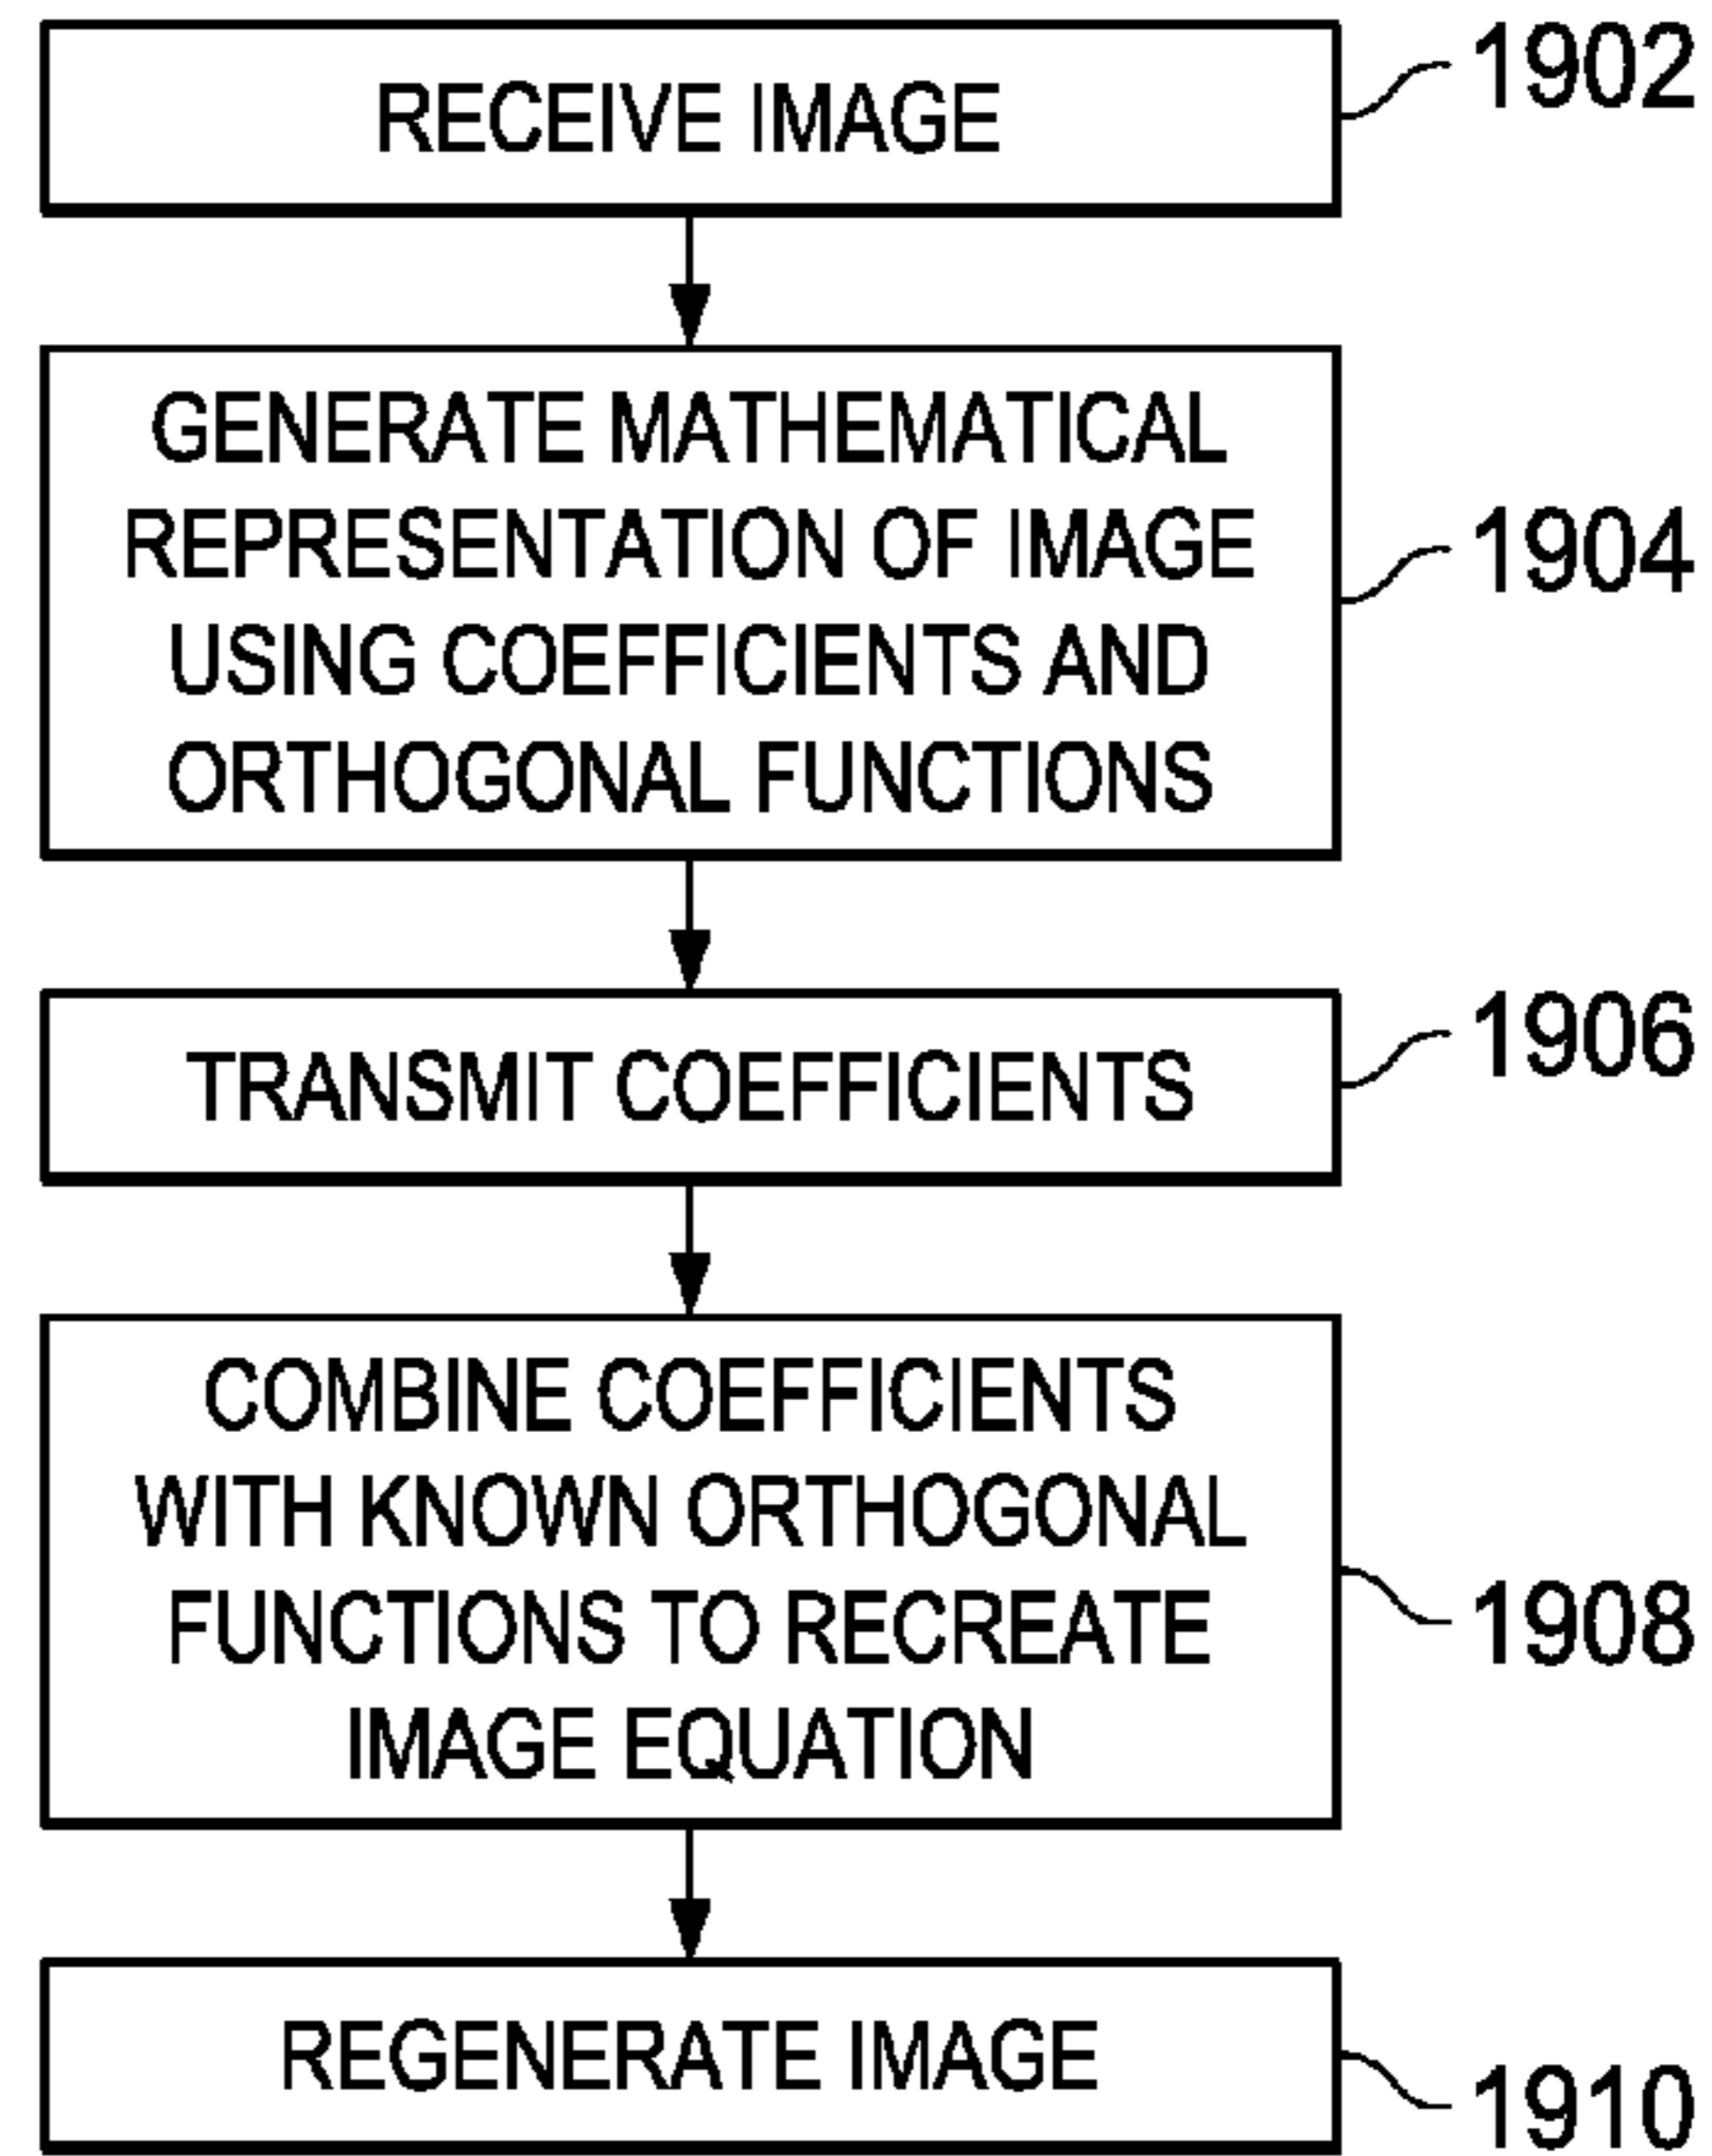 RECEIVE IMAGE
1902
GENERATE MATHEMATICAL
REPRESENTATION OF IMAGE
USING COEFFICIENTS AND
ORTHOGONAL FUNCTIONS
1904
TRANSMIT COEFFICIENTS
1906
COMBINE COEFFICIENTS
WITH KNOWN ORTHOGONAL
FUNCTIONS TO RECREATE
IMAGE EQUATION
1908
REGENERATE IMAGE
1910